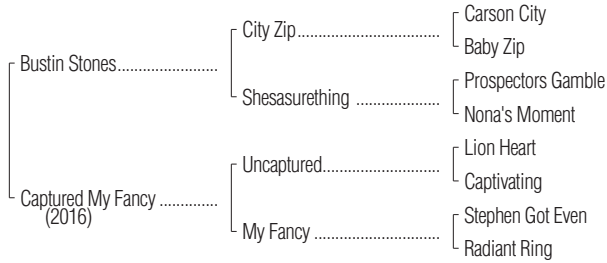 Carson City
City Zip
Baby Zip
Bustin Stones
Prospectors Gamble
Shesasurething
Nona's Moment
Lion Heart
Uncaptured
Captivating
Captured My Fancy
(2016)
Stephen Got Even
My Fancy
Radiant Ring